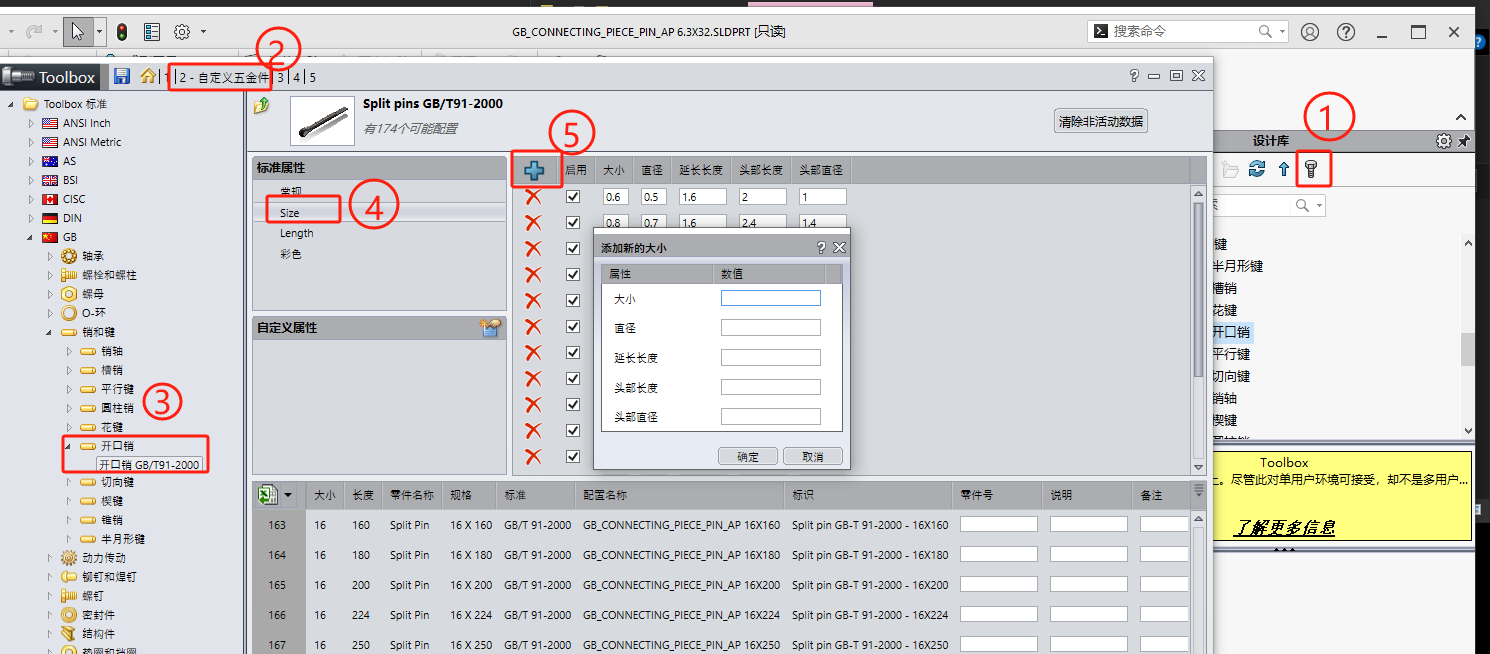 GB_CONNECTING_PIECE_PIN_AP 6.3X32.SLDPRT [只读]
搜索命令
②
Toolbox
1 2 - 自定义五金件 3 4 5
Toolbox 标准
ANSI Inch
ANSI Metric
AS
BSI
CISC
DIN
GB
轴承
螺栓和螺柱
螺母
O-环
销和键
销轴
槽销
平行键
圆柱销
③
花键
开口销
开口销 GB/T91-2000
切向键
楔键
锥销
半月形键
动力传动
铆钉和焊钉
螺钉
密封件
结构件
垫圈和挡圈
Split pins GB/T91-2000
有174个可能配置
清除非活动数据
标准属性
常规
Size
④
Length
彩色
自定义属性
⑤
启用 大小 直径 延长长度 头部长度 头部直径
0.6 0.5 1.6 2 1
0.8 0.7 1.6 2.4 1.4
添加新的大小
属性 数值
大小
直径
延长长度
头部长度
头部直径
确定 取消
大小 长度 零件名称 规格 标准 配置名称 标识 零件号 说明 备注
163 16 160 Split Pin 16 X 160 GB/T 91-2000 GB_CONNECTING_PIECE_PIN_AP 16X160 Split pin GB-T 91-2000 - 16X160
164 16 180 Split Pin 16 X 180 GB/T 91-2000 GB_CONNECTING_PIECE_PIN_AP 16X180 Split pin GB-T 91-2000 - 16X180
165 16 200 Split Pin 16 X 200 GB/T 91-2000 GB_CONNECTING_PIECE_PIN_AP 16X200 Split pin GB-T 91-2000 - 16X200
166 16 224 Split Pin 16 X 224 GB/T 91-2000 GB_CONNECTING_PIECE_PIN_AP 16X224 Split pin GB-T 91-2000 - 16X224
167 16 250 Split Pin 16 X 250 GB/T 91-2000 GB_CONNECTING_PIECE_PIN_AP 16X250 Split pin GB-T 91-2000 - 16X250
①
设计库
键
半月形键
槽销
花键
开口销
平行键
切向键
销轴
楔键
Toolbox
。尽管此对单用户环境可接受，却不是多用户...
了解更多信息